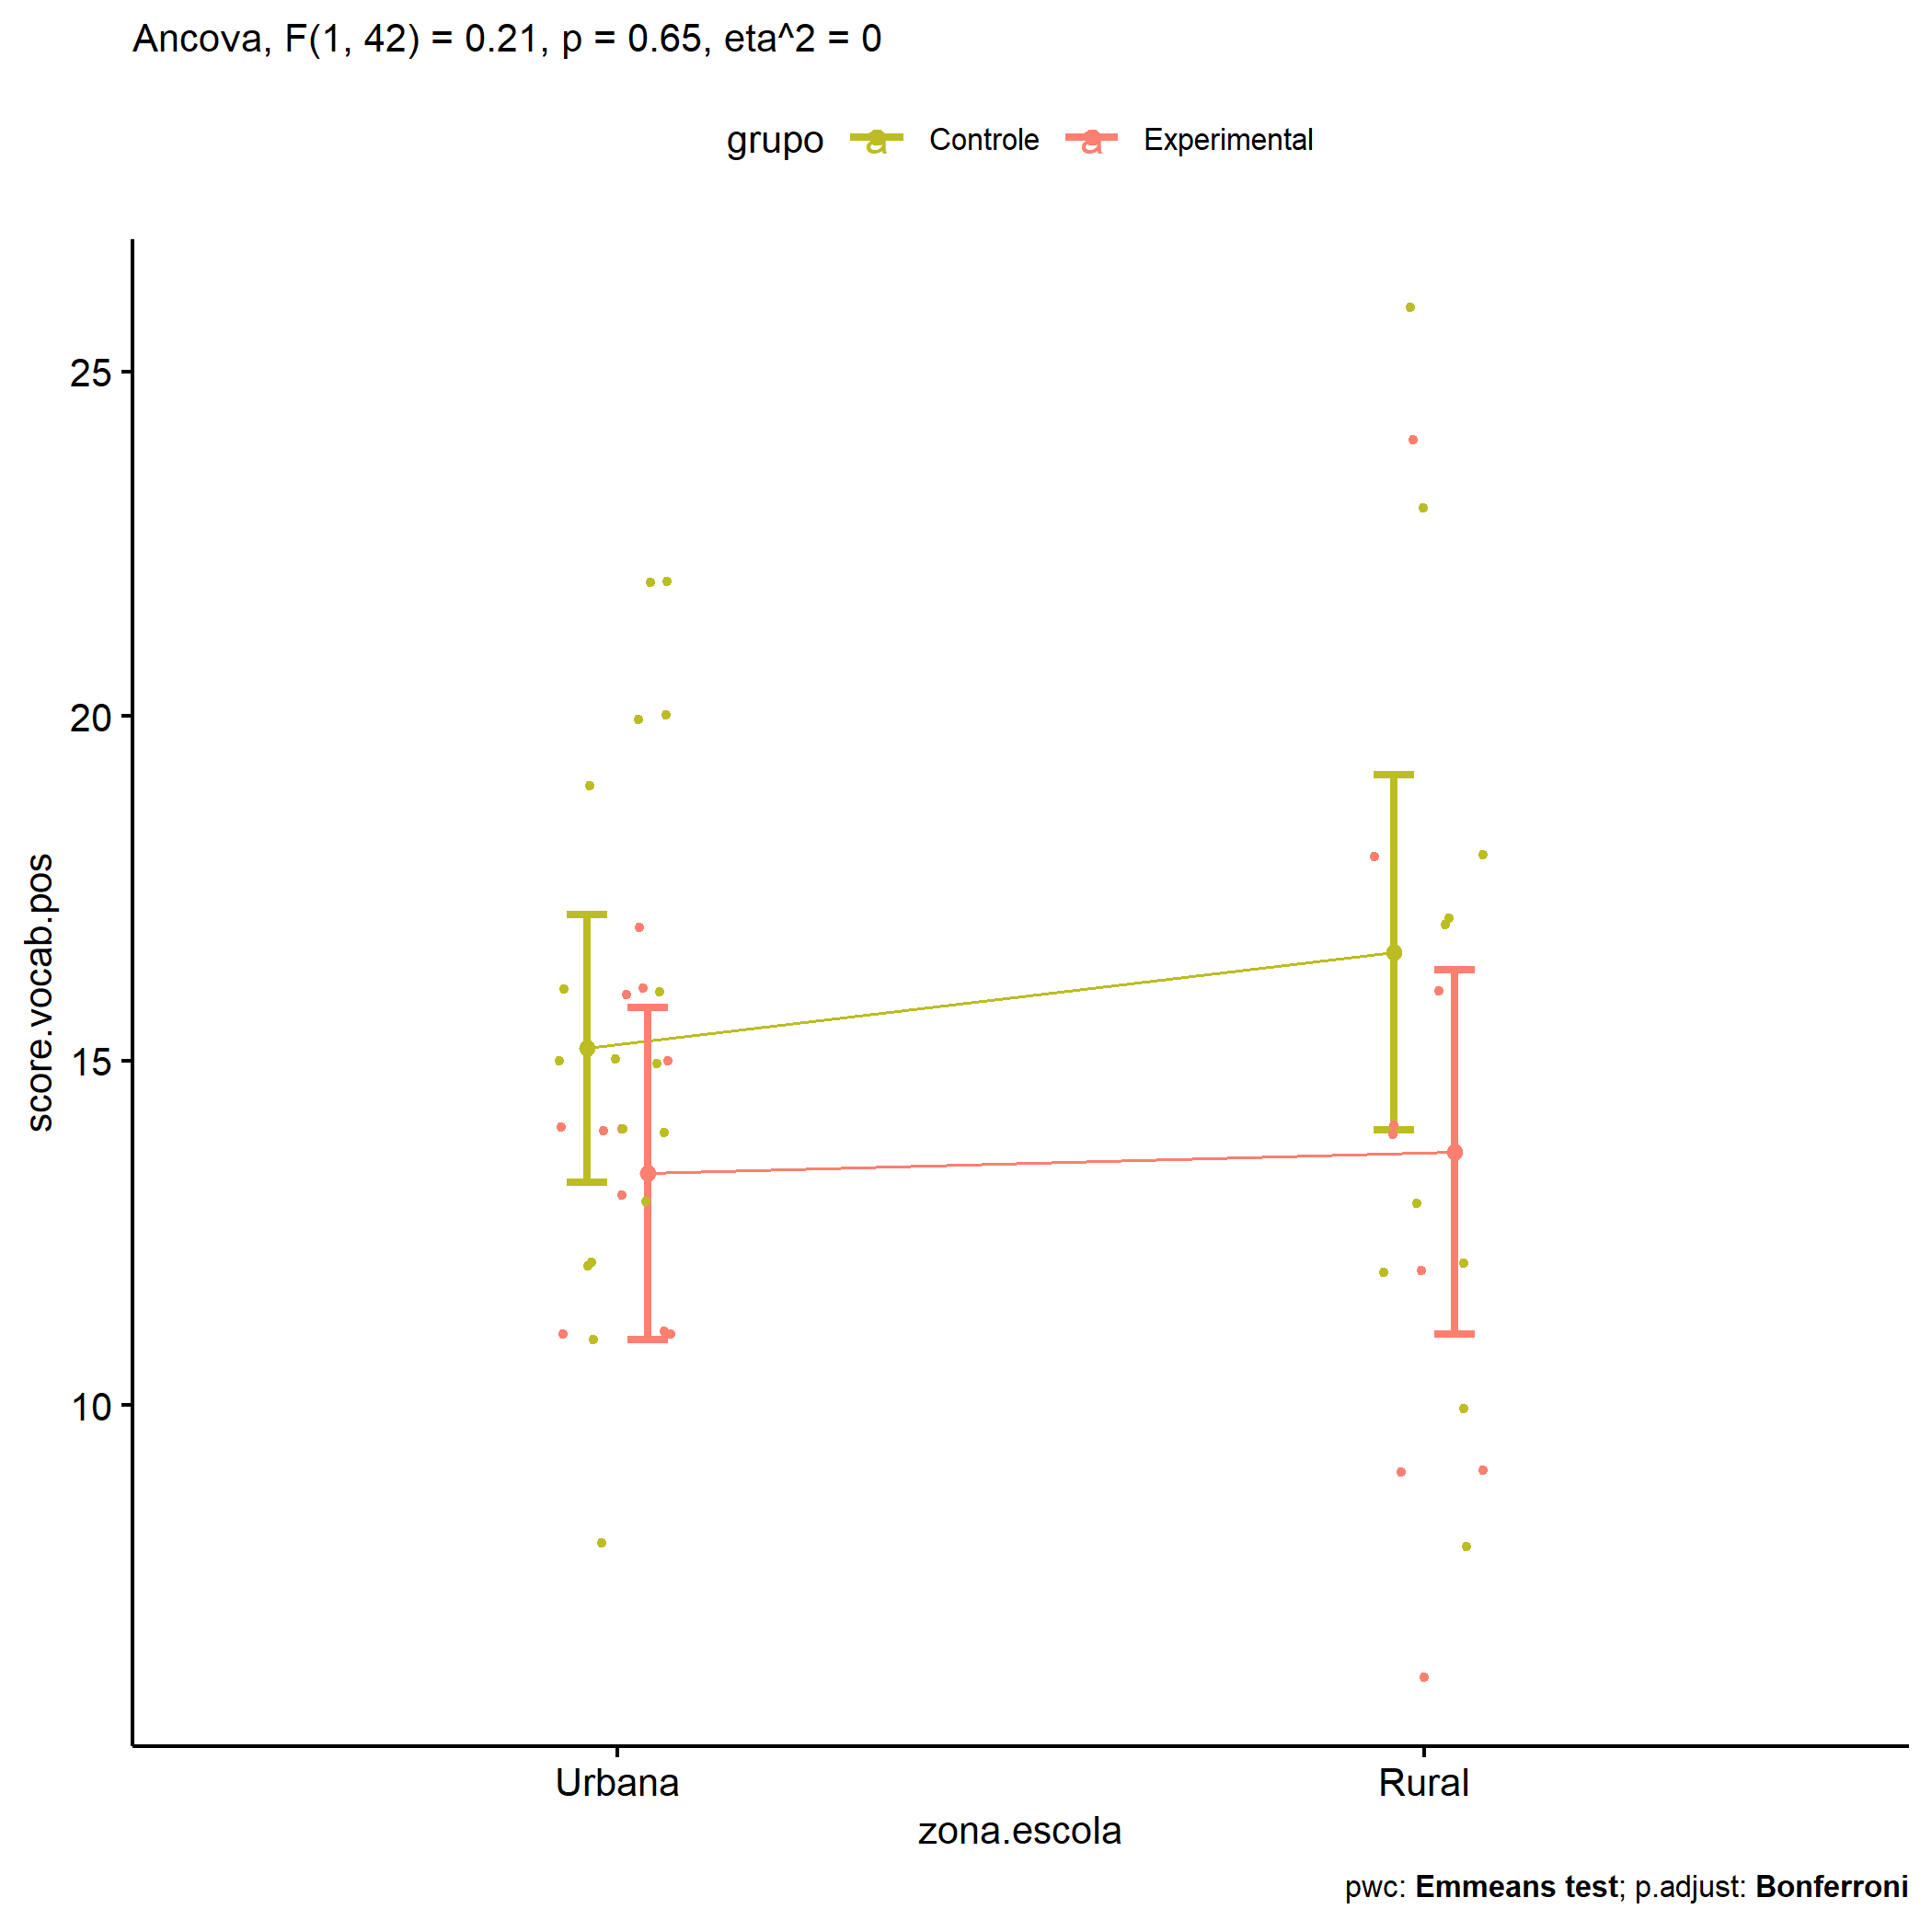 Ancova, F(1, 42) = 0.21, p = 0.65, eta^2 = 0
grupo a Controle a Experimental
25
20
15
10
score.vocab.pos
Urbana Rural
zona.escola
pwc: Emmeans test; p.adjust: Bonferroni